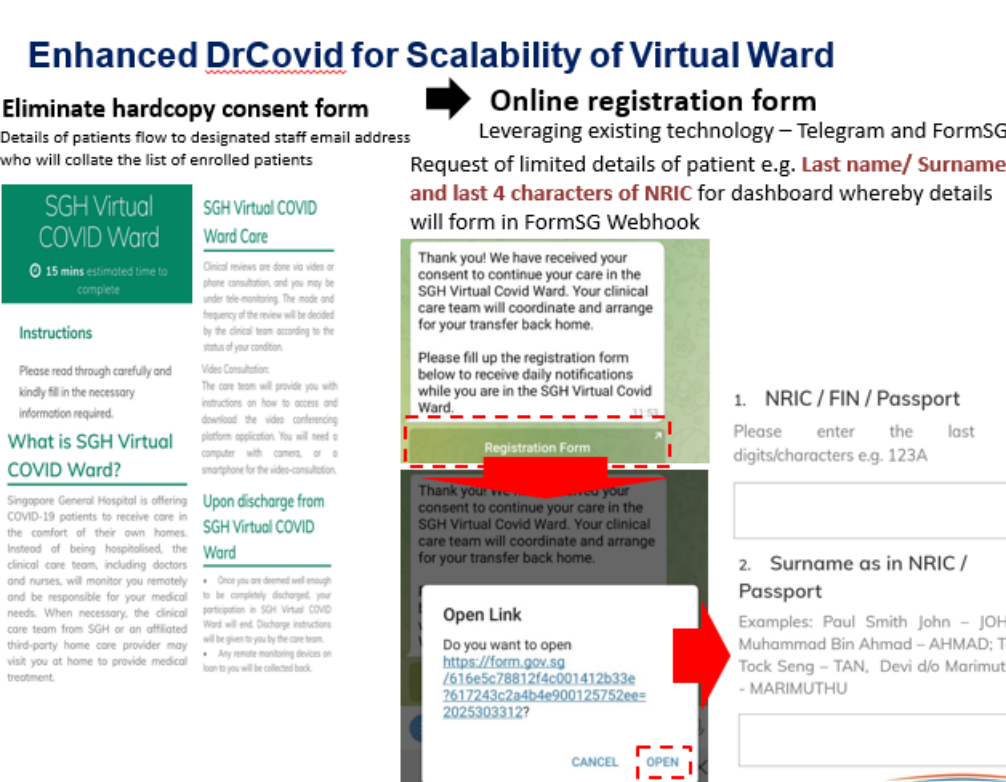 Enhanced DrCovid for Scalability of Virtual Ward
Eliminate hardcopy consent form
Details of patients flow to designated staff email address
who will collate the list of enrolled patients
SGH Virtual
COVID Ward
15 mins estimated time to
complete
Instructions
Please read through carefully and
kindly fill in the necessary
information required.
What is SGH Virtual
COVID Ward?
Singapore General Hospital is offering
COVID-19 patients to receive care in
the comfort of their own homes.
Instead of being hospitalised, the
clinical care team, including doctors
and nurses, will monitor you remotely
and be responsible for your medical
needs. When necessary, the clinical
care team from SGH or an affiliated
third-party home care provider may
visit you at home to provide medical
treatment.
SGH Virtual COVID
Ward Care
Clinical reviews are done via video or
phone consultation, and you may be
under tele-monitoring. The mode and
frequency of the review will be decided
by the clinical team according to the
status of your condition.
Video Consultation:
The care team will provide you with
instructions on how to access and
download the video conferencing
platform application. You will need a
computer with camera, or a
smartphone for the video-consultation.
Upon discharge from
SGH Virtual COVID
Ward
• Once you are deemed well enough
to be completely discharged, your
participation in SGH Virtual COVID
Ward will end. Discharge instructions
will be given to you by the care team.
• Any remote monitoring devices on
loan to you will be collected back.
Online registration form
Leveraging existing technology – Telegram and FormSG
Request of limited details of patient e.g. Last name/ Surname
and last 4 characters of NRIC for dashboard whereby details
will form in FormSG Webhook
Thank you! We have received your
consent to continue your care in the
SGH Virtual Covid Ward. Your clinical
care team will coordinate and arrange
for your transfer back home.
Please fill up the registration form
below to receive daily notifications
while you are in the SGH Virtual Covid
Ward.
11:53
Registration Form
Thank you! We your
consent to continue your care in the
SGH Virtual Covid Ward. Your clinical
care team will coordinate and arrange
for your transfer back home.
Open Link
Do you want to open
https://form.gov.sg
/616e5c78812f4c001412b33e
?617243c2a4b4e900125752ee=
2025303312?
CANCEL OPEN
1. NRIC / FIN / Passport
Please enter the last
digits/characters e.g. 123A
2. Surname as in NRIC /
Passport
Examples: Paul Smith John – JOH
Muhammad Bin Ahmad – AHMAD; T
Tock Seng – TAN, Devi d/o Marimut
- MARIMUTHU